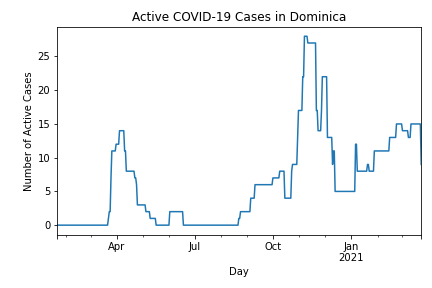 Active COVID-19 Cases in Dominica
Number of Active Cases
25
20
15
10
5
0
Apr
Jul
Oct
Jan
2021
Day